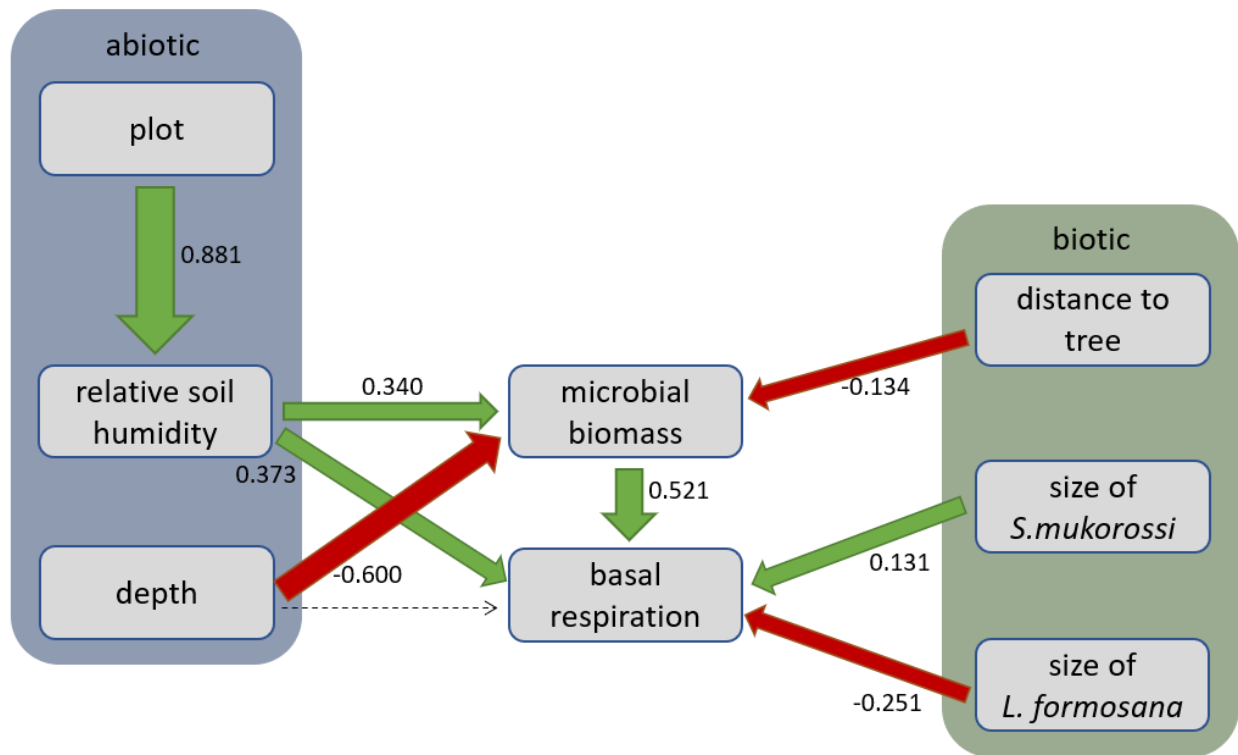 abiotic
plot
0.881
relative soil
humidity
0.340
0.373
microbial
biomass
0.521
depth
-0.600
basal
respiration
biotic
distance to
tree
-0.134
size of
S.mukorossi
0.131
size of
L. formosana
-0.251